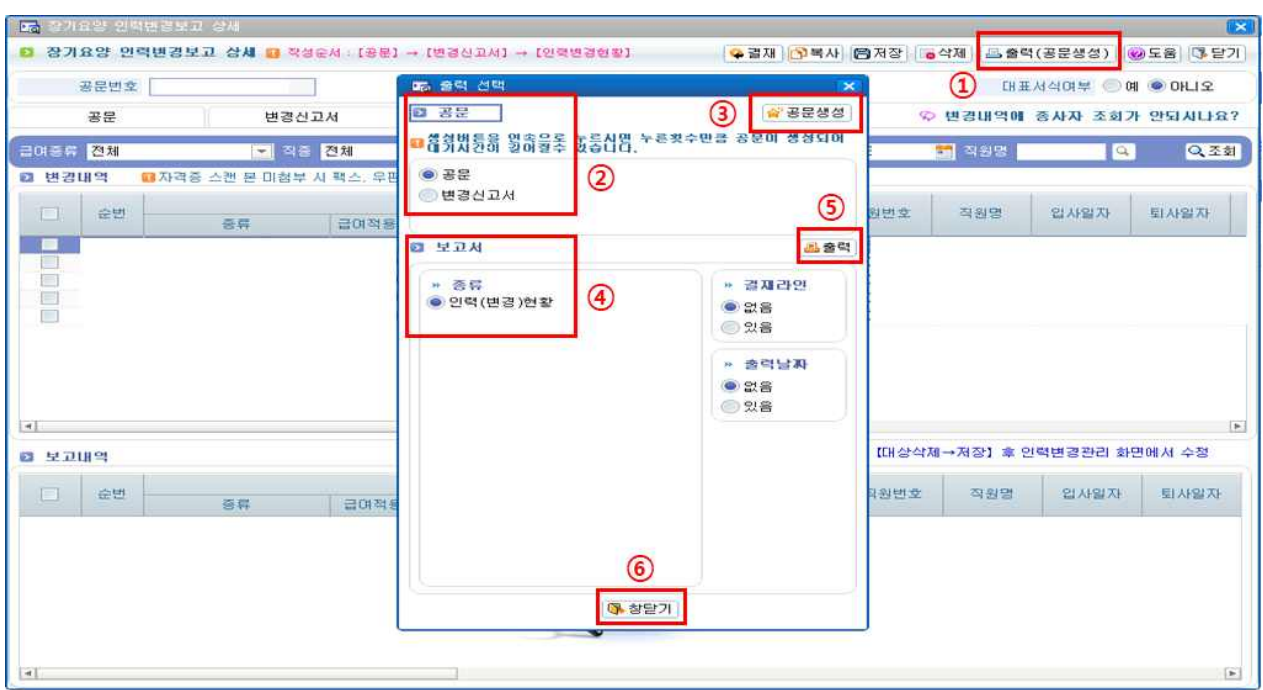 장기요양 인력변경보고 상세
장기요양 인력변경보고 상세 작성순서 : [공문] → [변경신고서] → [인력변경현황] 결재 복사 저장 삭제 출력(공문생성) 도움 닫기
공문번호 ① 대표서식여부 예 아니오
공문 변경신고서 변경내역에 종사자 조회가 안되시나요?
급여종류 전체 직종 전체 직원명 조회
변경내역 자격증 스캔 본 미첨부 시 팩스, 우편
순번 종류 급여적용 직원번호 직원명 입사일자 퇴사일자
보고내역 【대상삭제→저장】 후 인력변경관리 화면에서 수정
순번 종류 급여적용 직원번호 직원명 입사일자 퇴사일자
출력 선택
공문 ③ 공문생성
생성버튼을 연속으로 누르시면 누른횟수만큼 공문이 생성되어
대기시간이 길어질수 있습니다.
공문 ②
변경신고서
⑤
보고서 출력
종류 결재라인
인력(변경)현황 ④ 없음
있음
출력날짜
없음
있음
⑥
창닫기